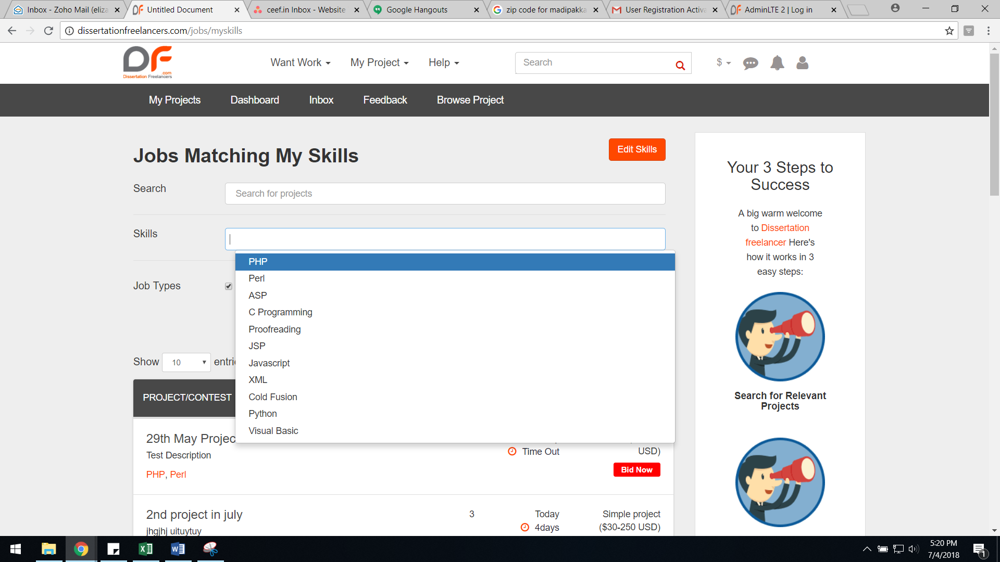 Inbox - Zoho Mail (eliza
Untitled Document
ceef.in Inbox - Website
Google Hangouts
zip code for madipakka
User Registration Activa
AdminLTE 2 | Log in
dissertationfreelancers.com/jobs/myskills
DF
.com
Dissertation Freelancers
Want Work
My Project
Help
Search
$
My Projects
Dashboard
Inbox
Feedback
Browse Project
Jobs Matching My Skills
Edit Skills
Search
Search for projects
Skills
PHP
Perl
ASP
C Programming
Proofreading
JSP
Javascript
XML
Cold Fusion
Python
Visual Basic
Job Types
Show 10 entrie
PROJECT/CONTEST
29th May Projec
Test Description
PHP, Perl
Time Out
USD)
Bid Now
2nd project in july
jhgjhj uituytuy
3
Today
4days
Simple project
($30-250 USD)
Your 3 Steps to
Success
A big warm welcome
to Dissertation
freelancer Here's
how it works in 3
easy steps:
Search for Relevant
Projects
5:20 PM
7/4/2018
1